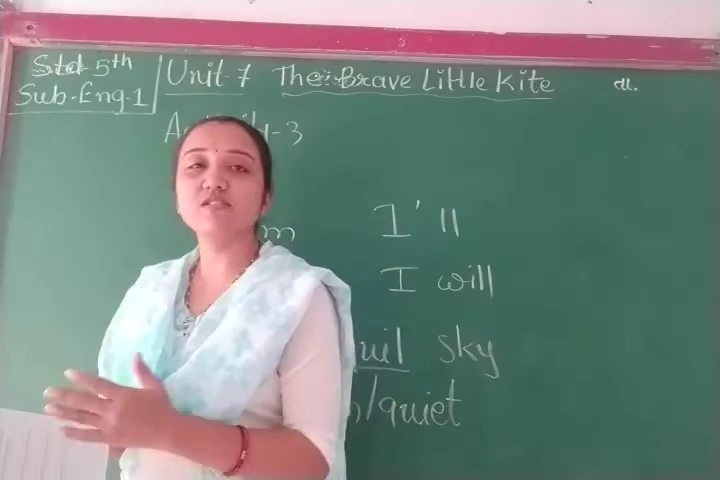 Std-5th
Sub-Eng-1
Unit-7 The Brave Little Kite
ता.
I'll
I will
sky
/quiet